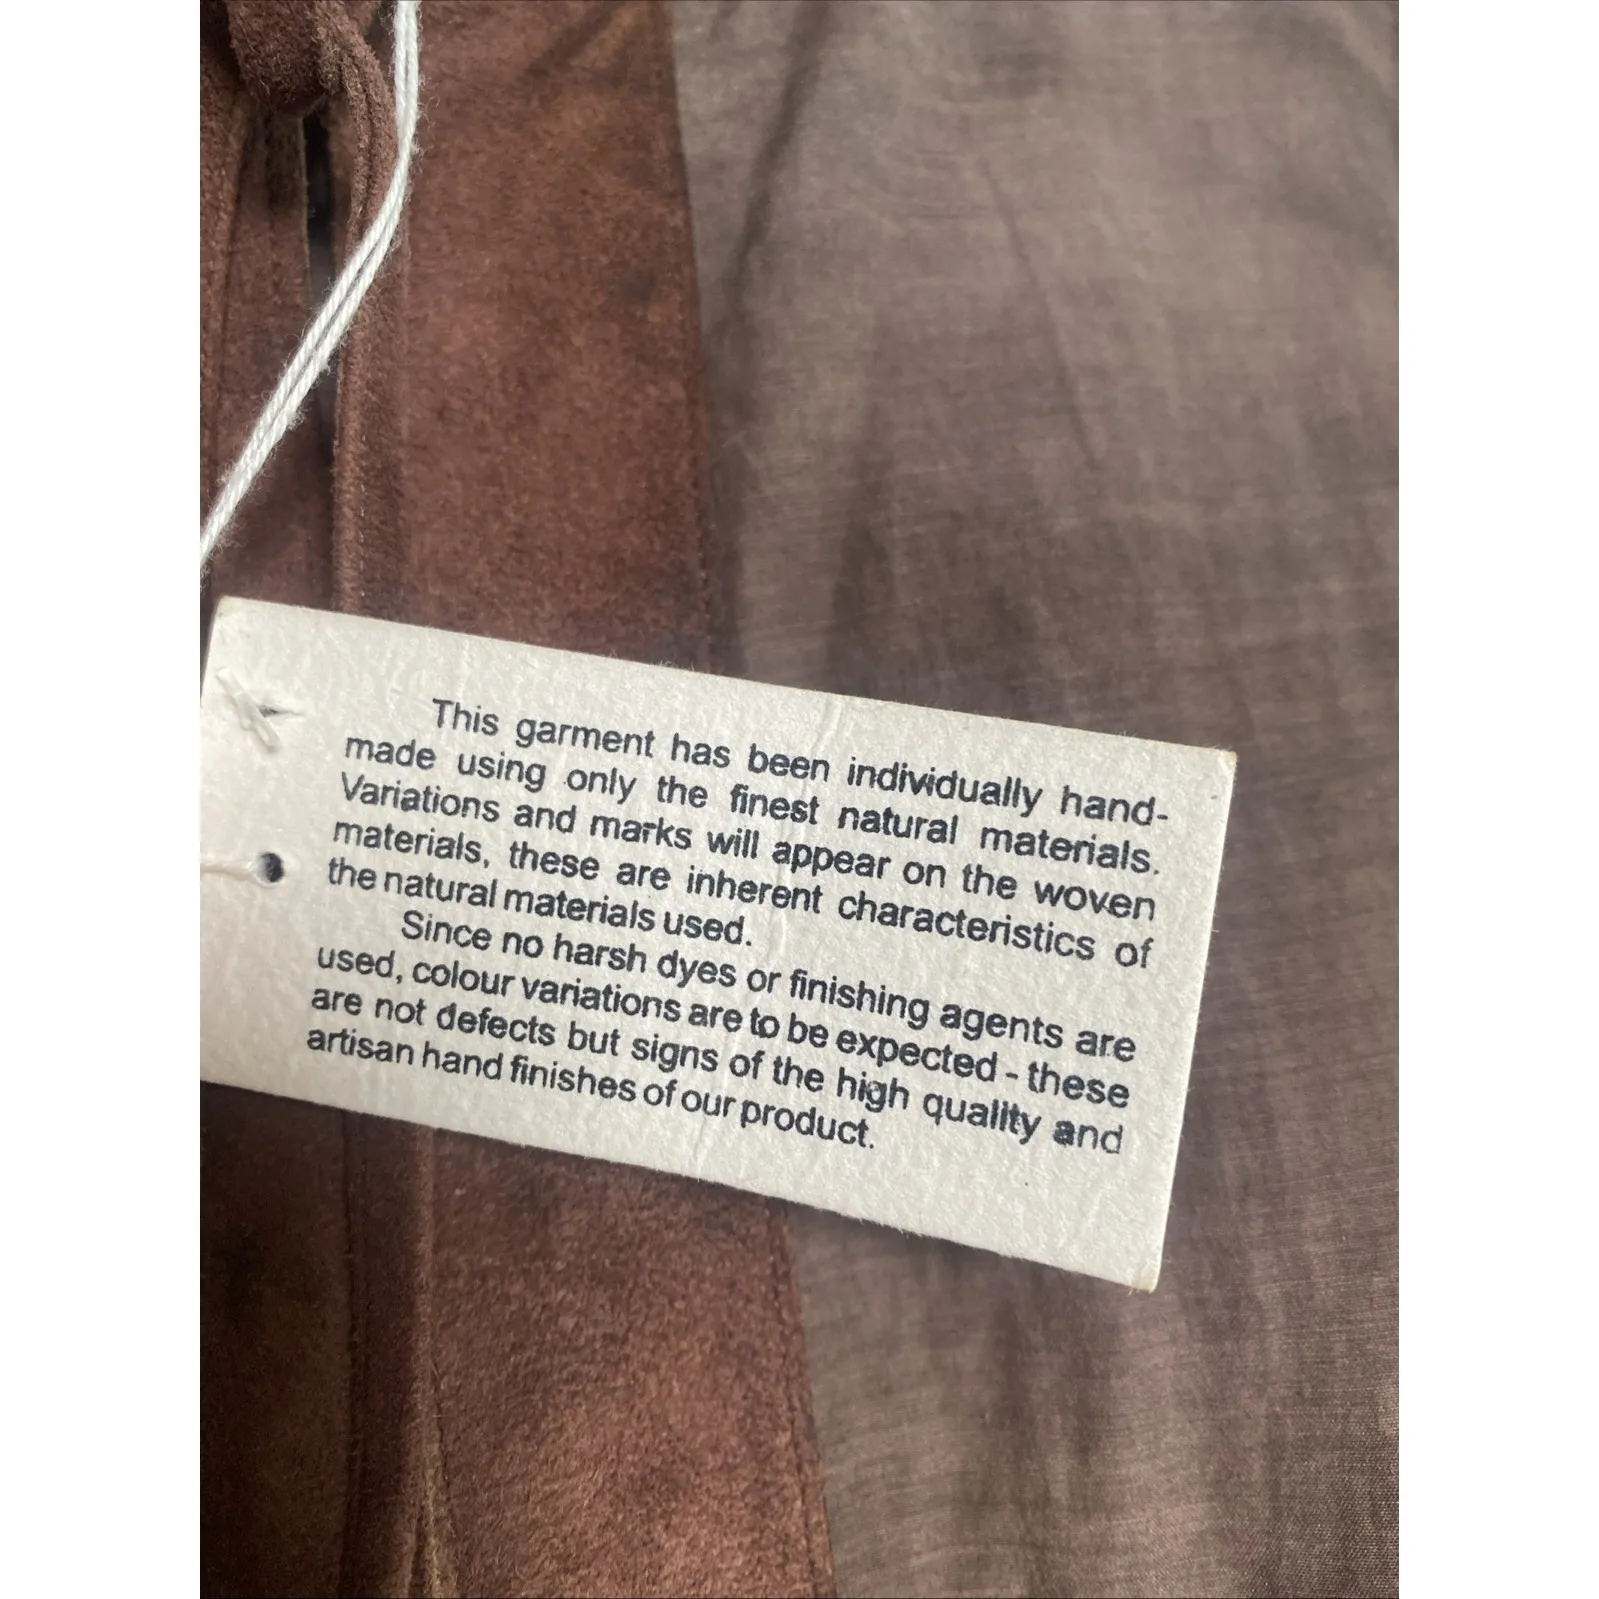 This garment has been individually hand-
made using only the finest natural materials.
Variations and marks will appear on the woven
materials, these are inherent characteristics of
the natural materials used.
Since no harsh dyes or finishing agents are
used, colour variations are to be expected - these
are not defects but signs of the high quality and
artisan hand finishes of our product.